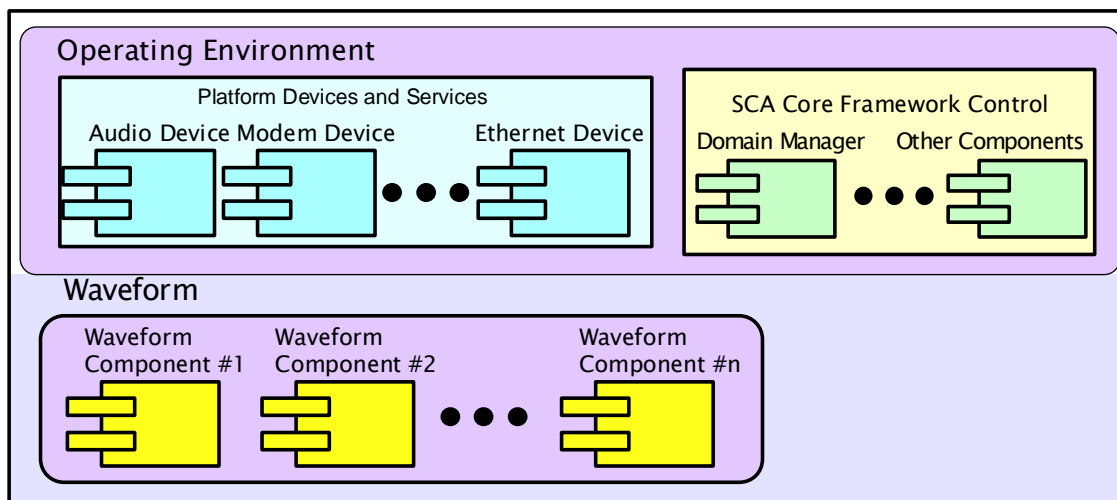 Operating Environment
Platform Devices and Services
Audio Device Modem Device Ethernet Device
SCA Core Framework Control
Domain Manager Other Components
Waveform
Waveform
Component #1
Waveform
Component #2
Waveform
Component #n